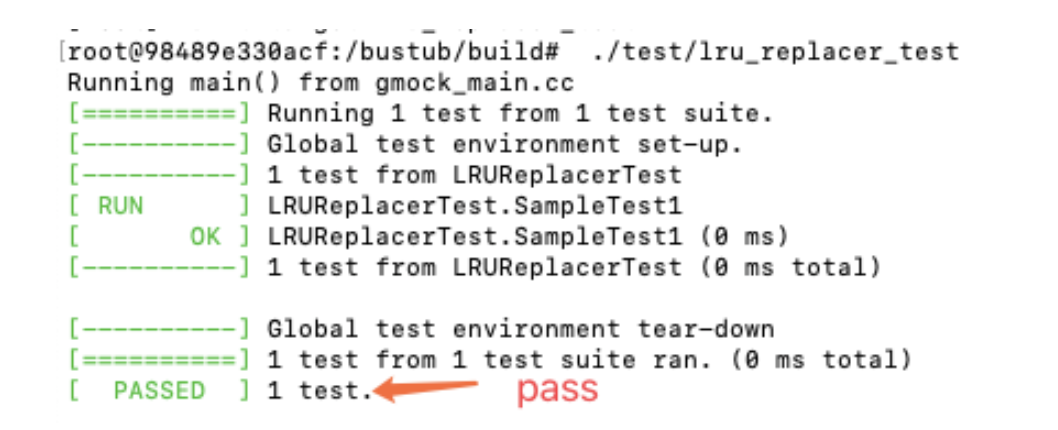 [root@98489e330acf:/bustub/build#  ./test/lru_replacer_test
Running main() from gmock_main.cc
[==========] Running 1 test from 1 test suite.
[----------] Global test environment set-up.
[----------] 1 test from LRUReplacerTest
[ RUN      ] LRUReplacerTest.SampleTest1
[       OK ] LRUReplacerTest.SampleTest1 (0 ms)
[----------] 1 test from LRUReplacerTest (0 ms total)

[----------] Global test environment tear-down
[==========] 1 test from 1 test suite ran. (0 ms total)
[  PASSED  ] 1 test. pass